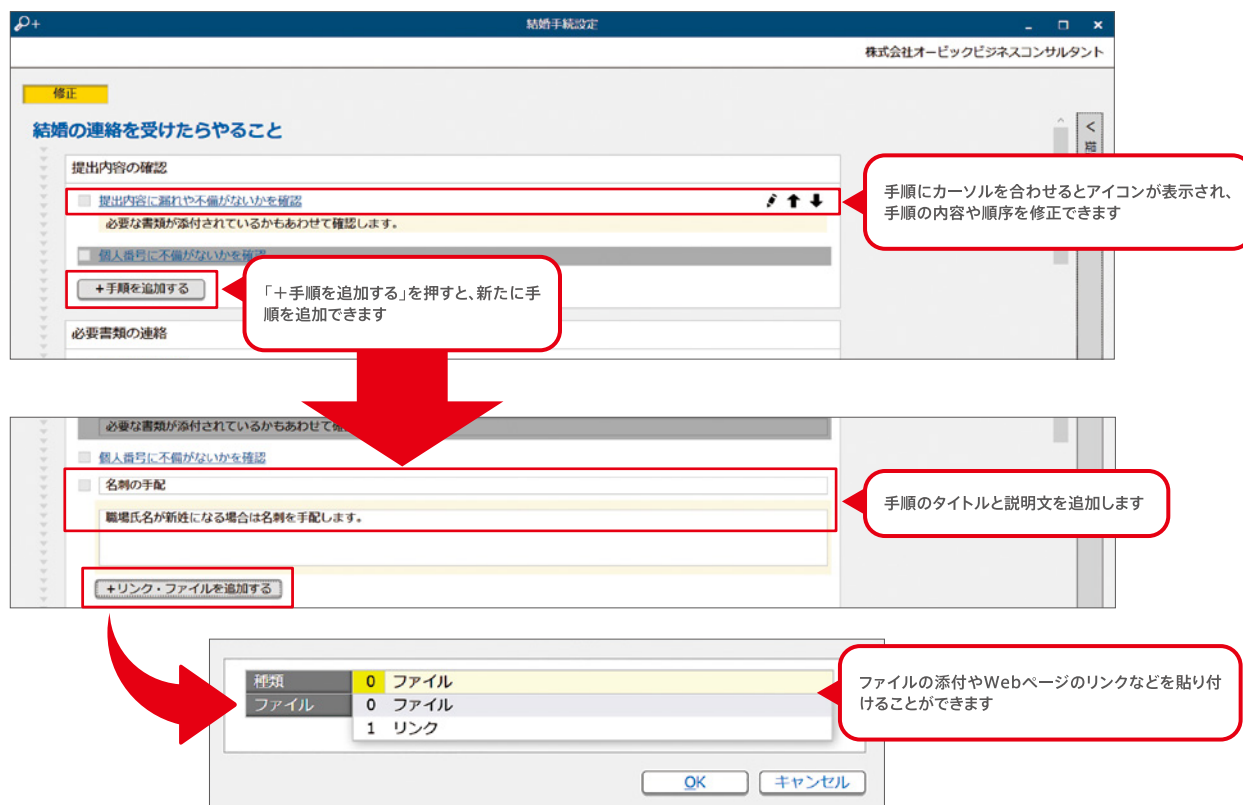 結婚手続設定
株式会社オービックビジネスコンサルタント
修正
結婚の連絡を受けたらやること
提出内容の確認
提出内容に漏れや不備がないかを確認
必要な書類が添付されているかもあわせて確認します。
個人番号に不備がないかを確認
+手順を追加する
必要書類の連絡
手順にカーソルを合わせるとアイコンが表示され、
手順の内容や順序を修正できます
「+手順を追加する」を押すと、新たに手
順を追加できます
必要な書類が添付されているかもあわせて確
個人番号に不備がないかを確認
名刺の手配
職場氏名が新姓になる場合は名刺を手配します。
+リンク・ファイルを追加する
手順のタイトルと説明文を追加します
種類 0 ファイル
ファイル 0 ファイル
1 リンク
OK キャンセル
ファイルの添付やWebページのリンクなどを貼り付
けることができます